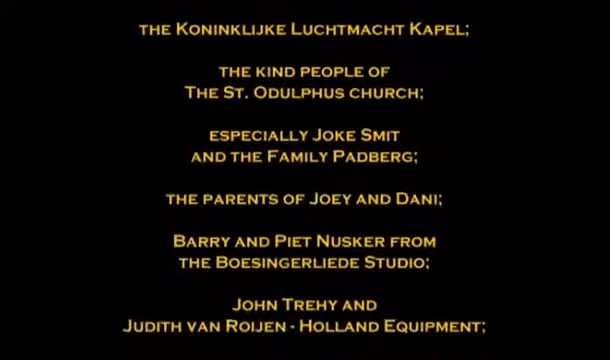 the Koninklijke Luchtmacht Kapel;
the kind people of
The St. Odulphus church;
especially Joke Smit
and the Family Padberg;
the parents of Joey and Dani;
Barry and Piet Nusker from
the Boesingerliede Studio;
John Trehy and
Judith van Roijen - Holland Equipment;